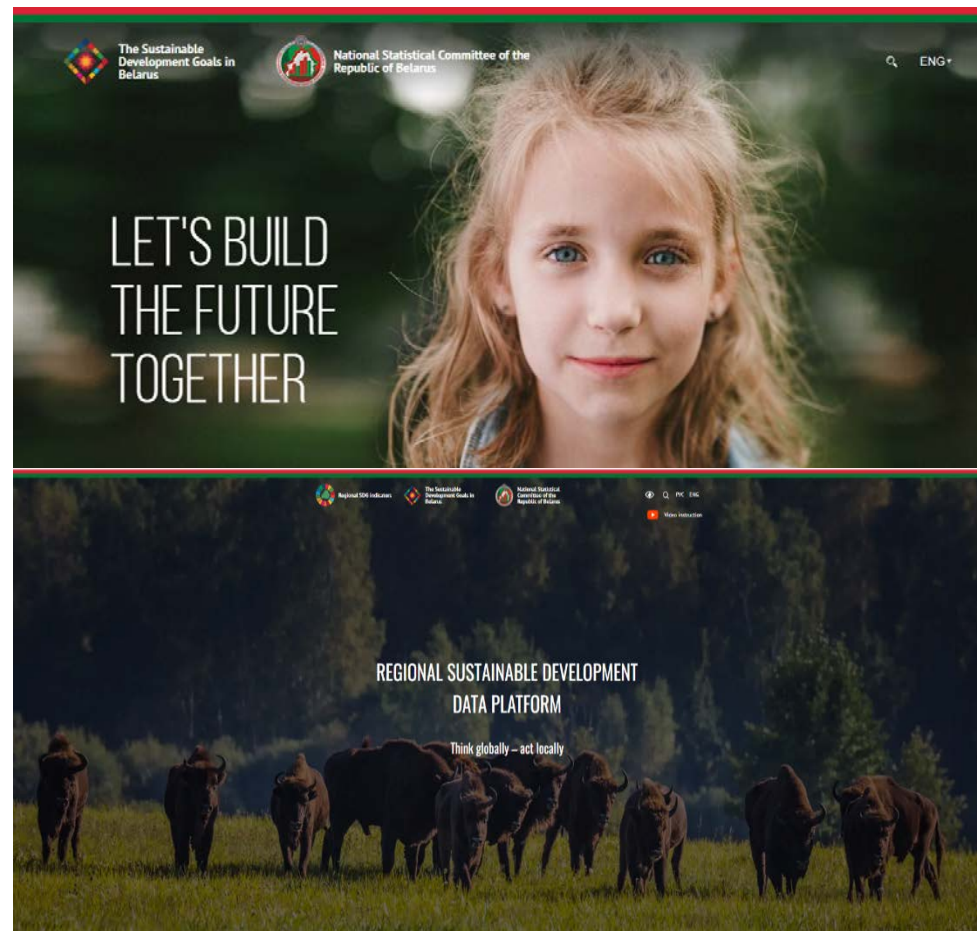 The Sustainable
Development Goals in
Belarus
National Statistical Committee of the
Republic of Belarus
ENG
LET'S BUILD
THE FUTURE
TOGETHER
Regional SDG Indicators
The Sustainable
Development Goals in
Belarus
National Statistical
Committee of the
Republic of Belarus
РУС ENG
Video instruction
REGIONAL SUSTAINABLE DEVELOPMENT
DATA PLATFORM
Think globally – act locally